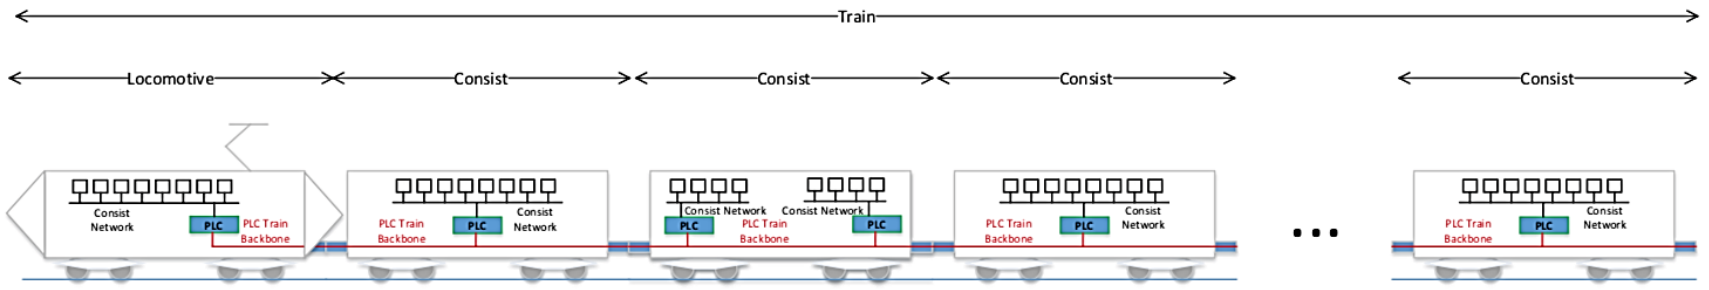 Train
Locomotive
Consist
Consist
Consist
Consist
Consist
Network
PLC
PLC Train
Backbone
PLC Train
Backbone
PLC
Consist
Network
Consist Network
PLC
PLC Train
Backbone
Consist Network
PLC
PLC Train
Backbone
PLC
Consist
Network
...
PLC Train
Backbone
PLC
Consist
Network